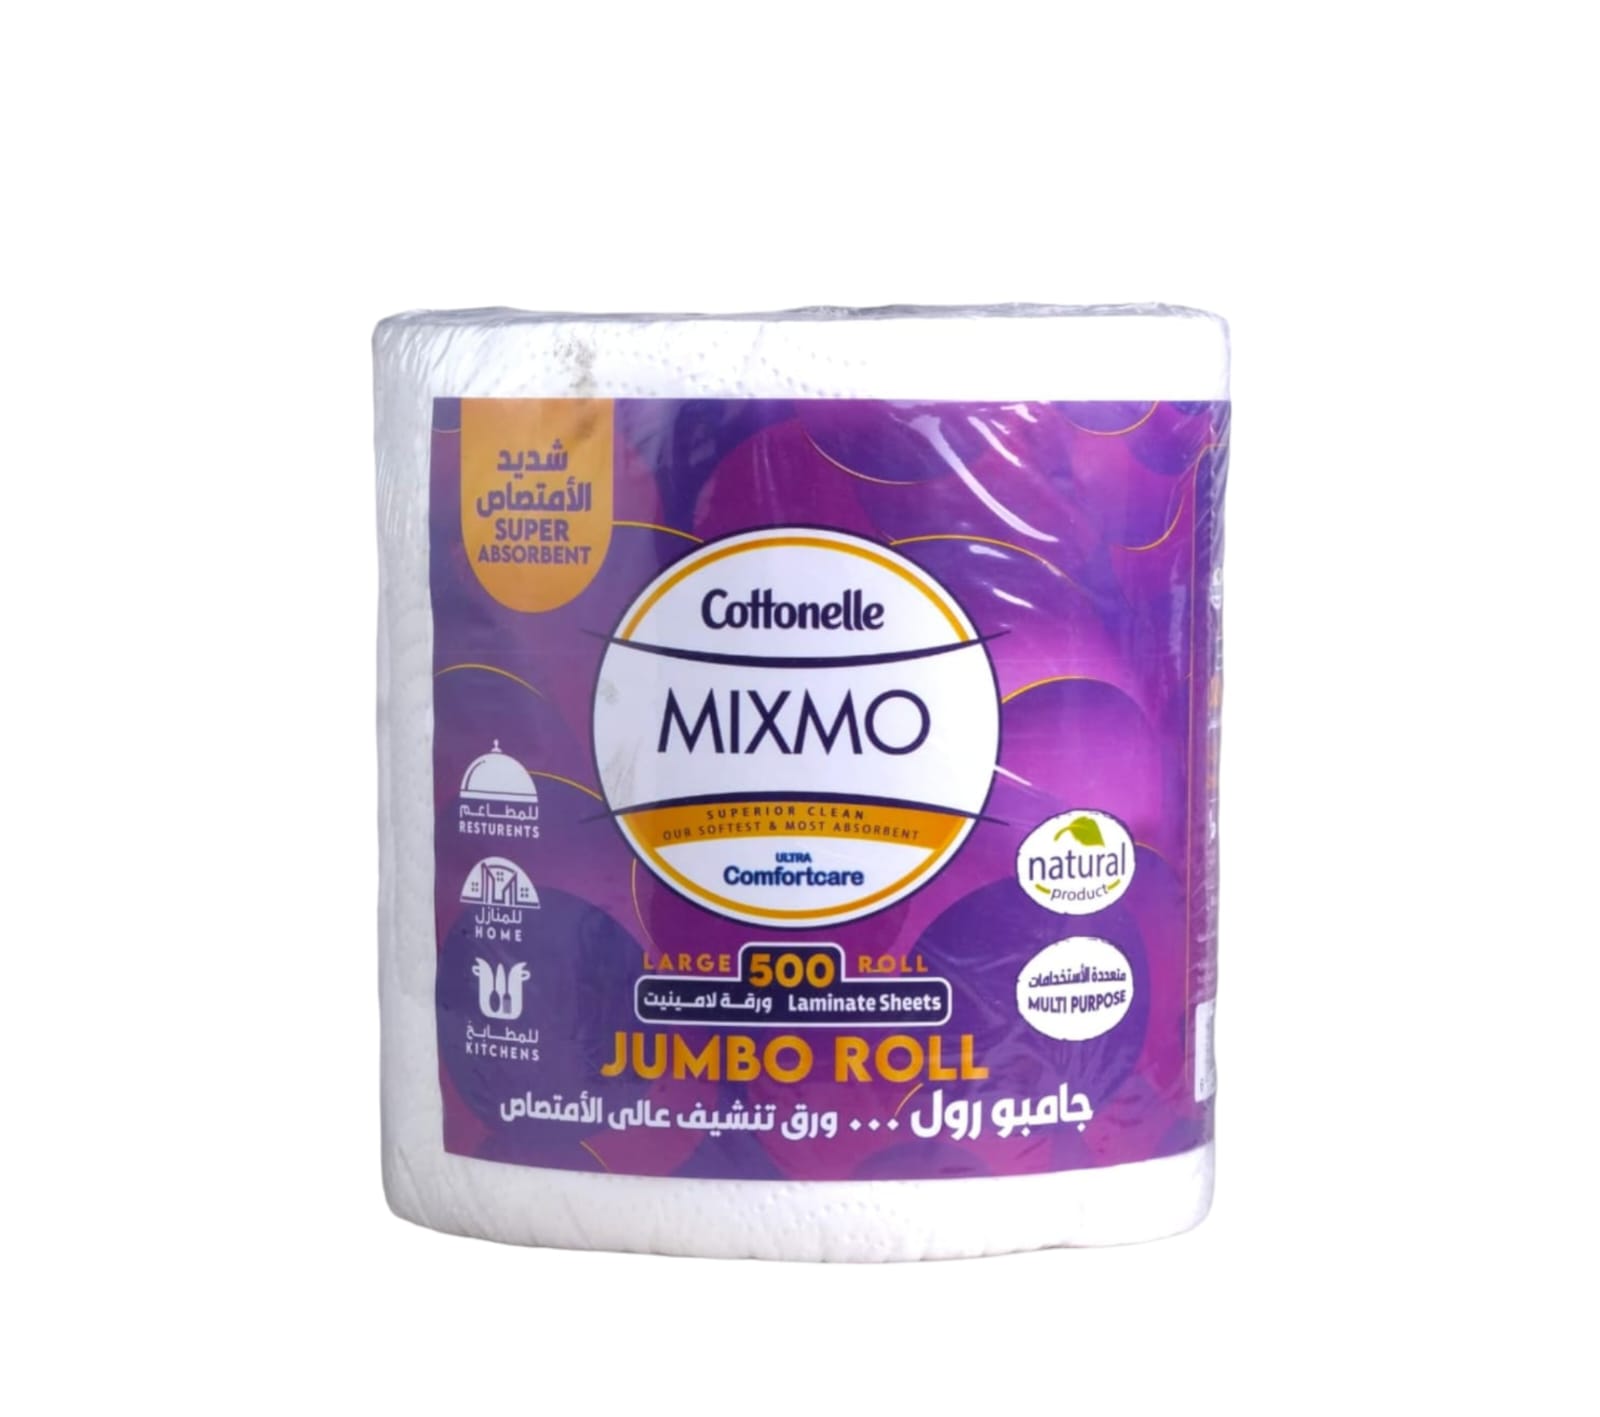 شديد
الأمتصاص
SUPER
ABSORBENT
Cottonelle
MIXMO
SUPERIOR CLEAN
OUR SOFTEST & MOST ABSORBENT
ULTRA
Comfortcare
للمطاعم
RESTURENTS
للمنازل
HOME
للمطابخ
KITCHENS
natural
product
متعددة الأستخدامات
MULTI PURPOSE
LARGE 500 ROLL
ورقة لامينيت Laminate Sheets
JUMBO ROLL
جامبو رول ... ورق تنشيف عالى الأمتصاص